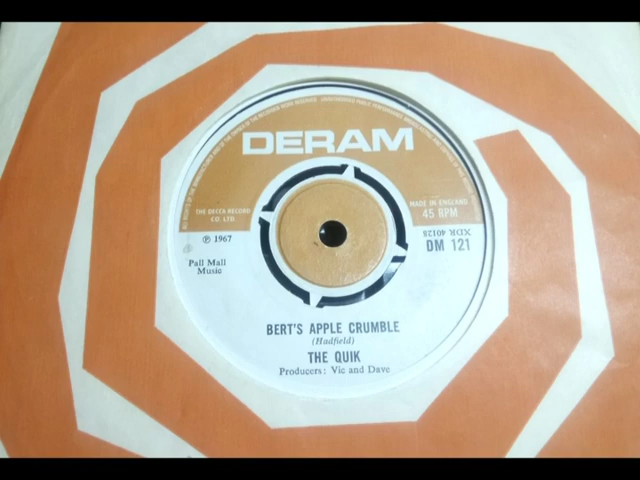 DERAM
THE DECCA RECORD
CO. LTD
MADE IN ENGLAND
45 RPM
℗ 1967
XDR 40125
DM 121
Pall Mall
Music
BERT'S APPLE CRUMBLE
(Hadfield)
THE QUIK
Producers: Vic and Dave